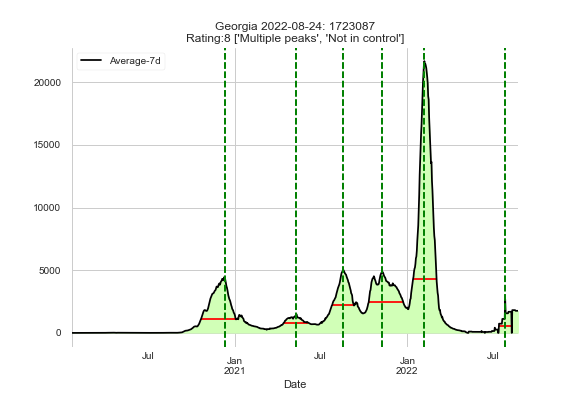 Georgia 2022-08-24: 1723087
Rating:8 ['Multiple peaks', 'Not in control']
Average-7d
20000
15000
10000
5000
0
Jul
Jan
2021
Jul
Jan
2022
Jul
Date